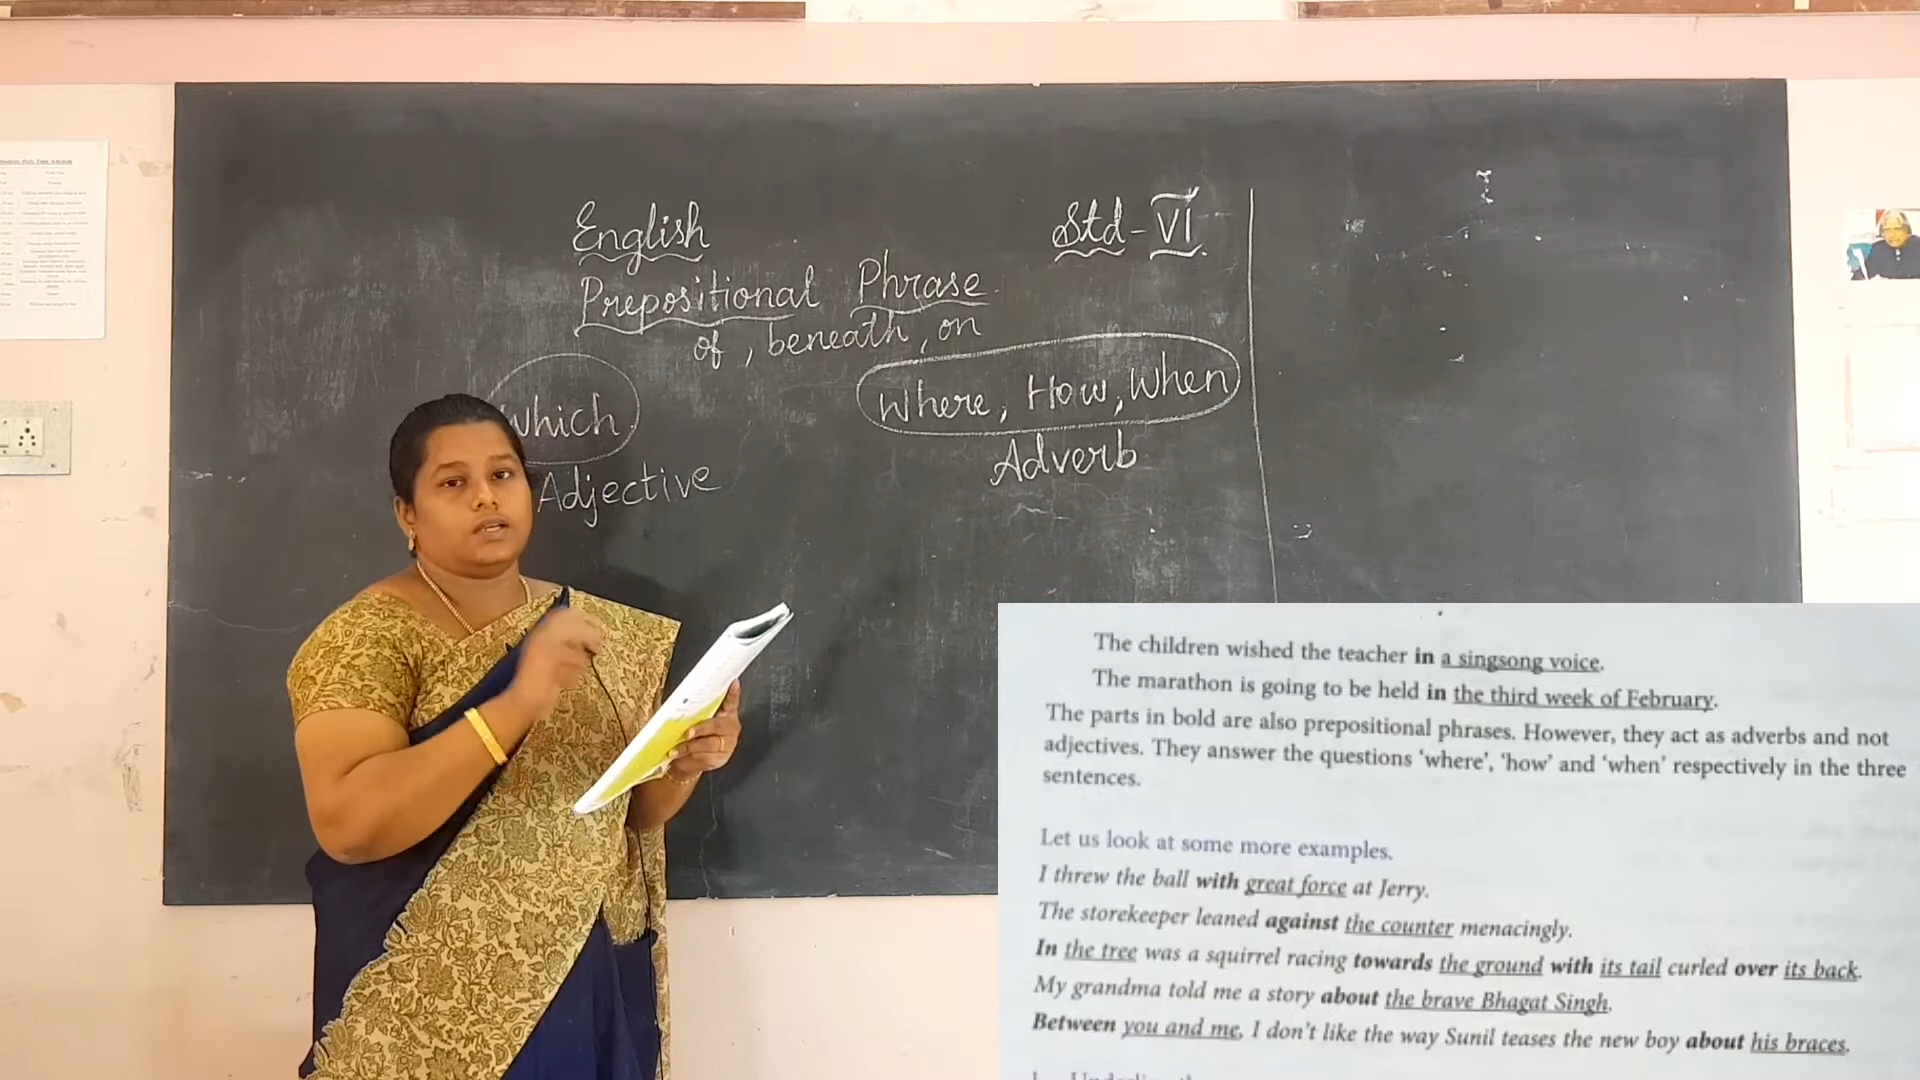 English
Std - VI
Prepositional Phrase
of, beneath, on
which
Where, How, When
Adjective
Adverb
The children wished the teacher in a singsong voice.
The marathon is going to be held in the third week of February.
The parts in bold are also prepositional phrases. However, they act as adverbs and not
adjectives. They answer the questions ‘where’, ‘how’ and ‘when’ respectively in the three
sentences.
Let us look at some more examples.
I threw the ball with great force at Jerry.
The storekeeper leaned against the counter menacingly.
In the tree was a squirrel racing towards the ground with its tail curled over its back.
My grandma told me a story about the brave Bhagat Singh.
Between you and me, I don't like the way Sunil teases the new boy about his braces.